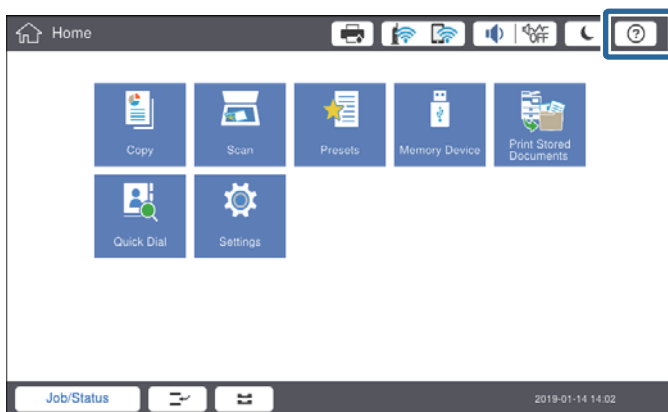 Home
OFF
?
Copy
Scan
Presets
Memory Device
Print Stored
Documents
Quick Dial
Settings
Job/Status
2019-01-14 14:02